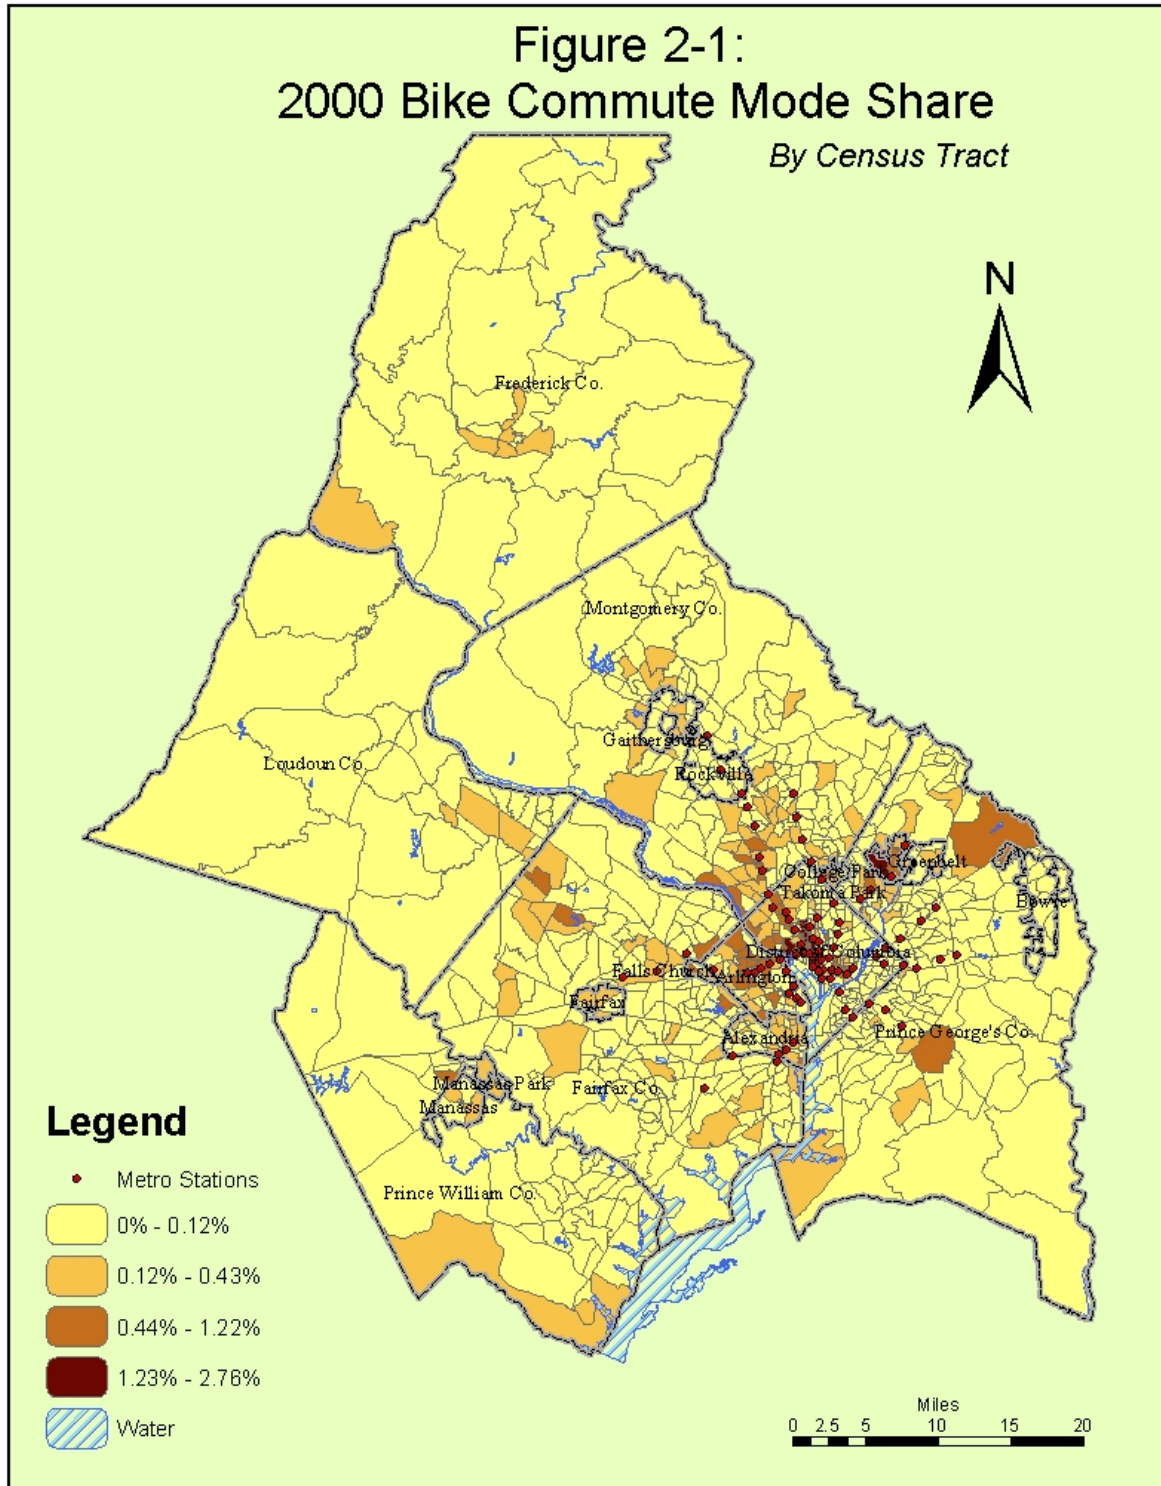 Figure 2-1:
2000 Bike Commute Mode Share
By Census Tract
N
Frederick Co.
Montgomery Co.
Gaithersburg
Loudoun Co.
Rockville
Greenbelt
College Park
Takoma Park
Bowie
District of Columbia
Falls Church
Arlington
Fairfax
Alexandria
Prince George's Co.
Manassas Park
Fairfax Co.
Manassas
Prince William Co.
Legend
Metro Stations
0% - 0.12%
0.12% - 0.43%
0.44% - 1.22%
1.23% - 2.76%
Water
Miles
0 2.5 5 10 15 20